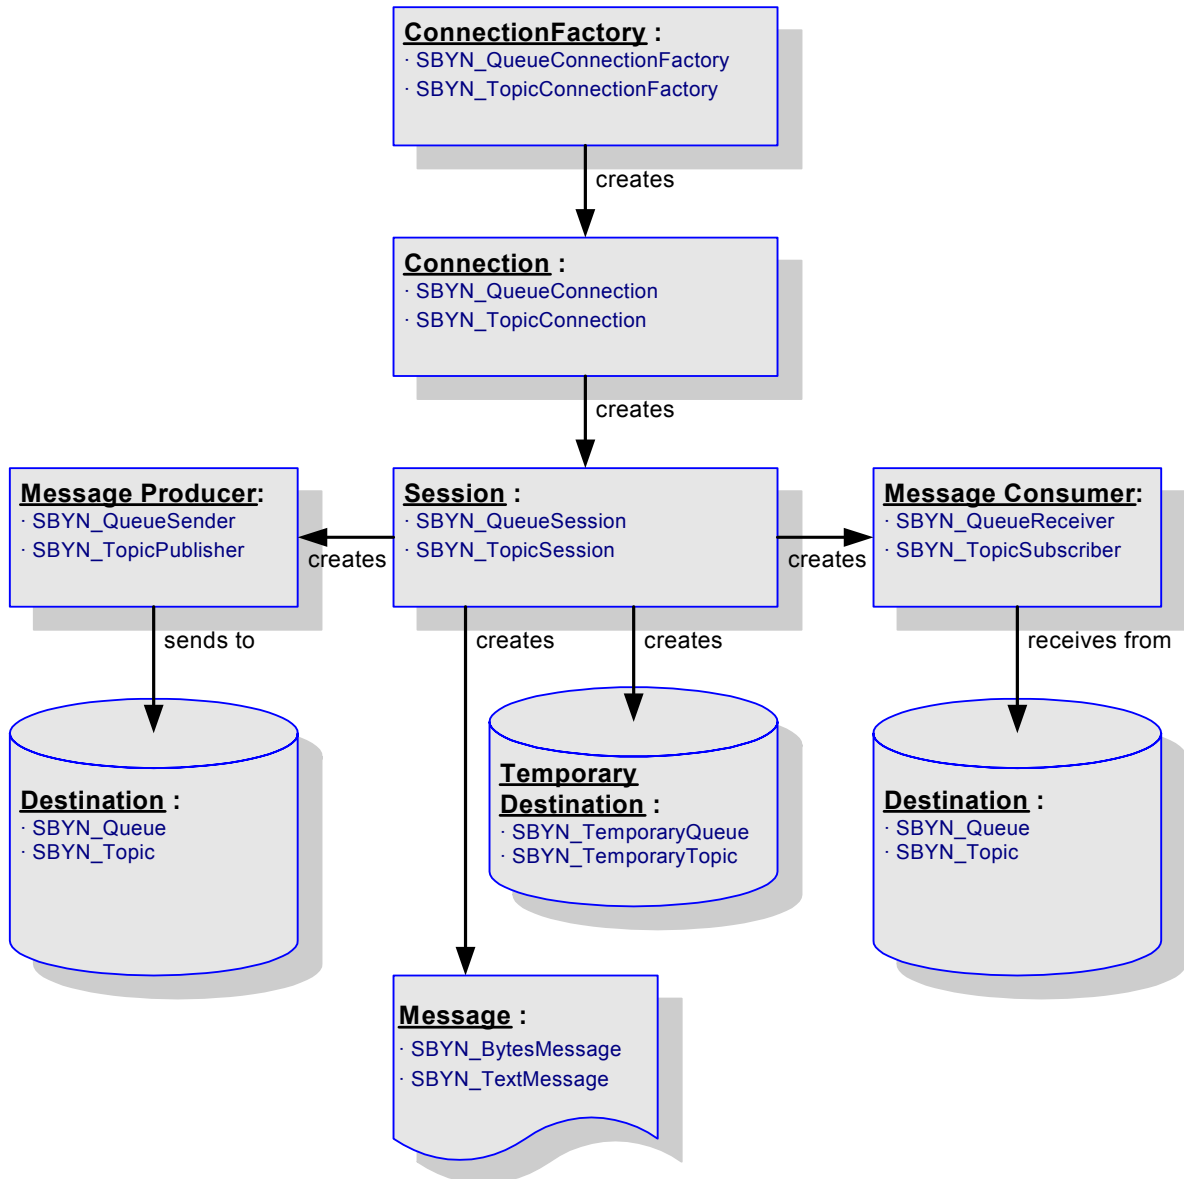 ConnectionFactory :
· SBYN_QueueConnectionFactory
· SBYN_TopicConnectionFactory
creates
Connection :
· SBYN_QueueConnection
· SBYN_TopicConnection
creates
Message Producer:
· SBYN_QueueSender
· SBYN_TopicPublisher
creates
Session :
· SBYN_QueueSession
· SBYN_TopicSession
creates
Message Consumer:
· SBYN_QueueReceiver
· SBYN_TopicSubscriber
sends to
creates
creates
receives from
Destination :
· SBYN_Queue
· SBYN_Topic
Temporary
Destination :
· SBYN_TemporaryQueue
· SBYN_TemporaryTopic
Destination :
· SBYN_Queue
· SBYN_Topic
Message :
· SBYN_BytesMessage
· SBYN_TextMessage